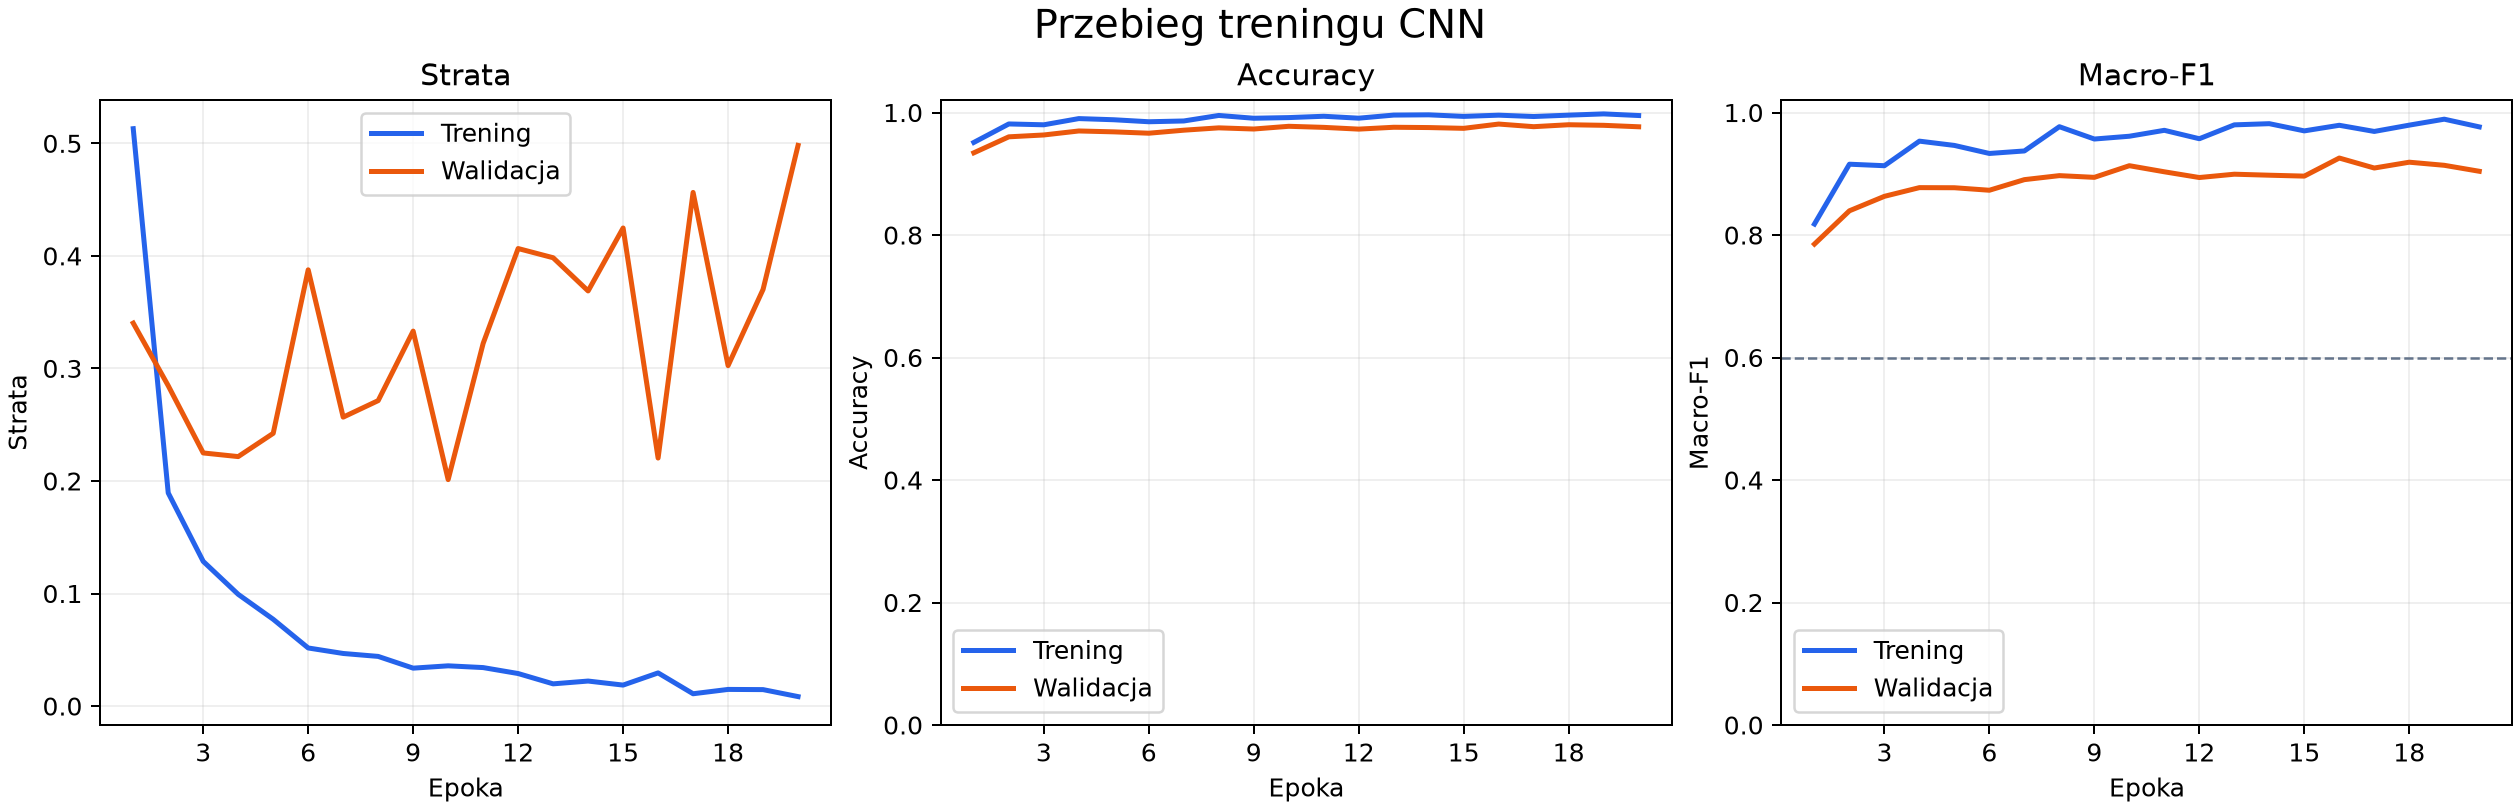 Przebieg treningu CNN
Strata
Trening
Walidacja
Strata
0.5
0.4
0.3
0.2
0.1
0.0
3 6 9 12 15 18
Epoka
Accuracy
Accuracy
1.0
0.8
0.6
0.4
0.2
0.0
Trening
Walidacja
3 6 9 12 15 18
Epoka
Macro-F1
Macro-F1
1.0
0.8
0.6
0.4
0.2
0.0
Trening
Walidacja
3 6 9 12 15 18
Epoka